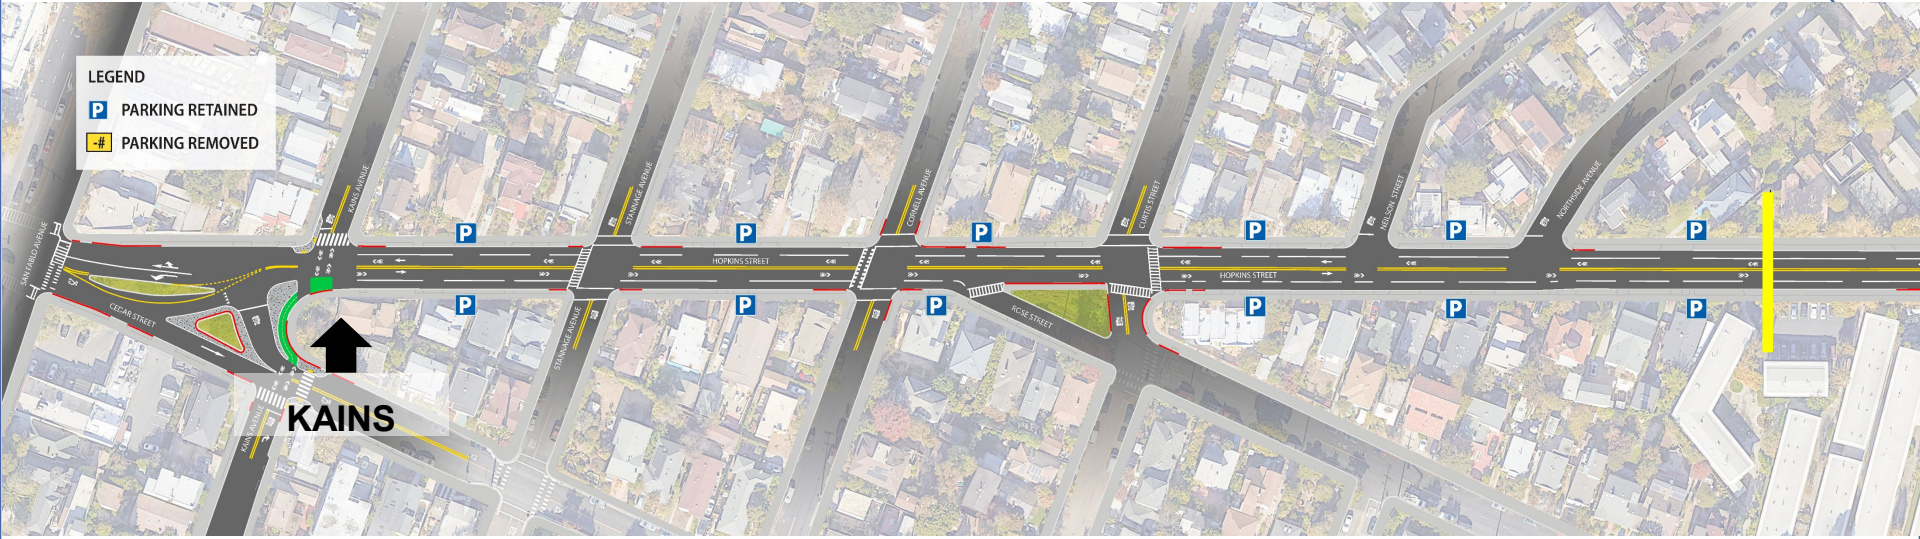 LEGEND
P PARKING RETAINED
-# PARKING REMOVED
SAN PABLO AVENUE
KAINS AVENUE
STANNAGE AVENUE
CORNELL AVENUE
CURTIS STREET
NEILSON STREET
NORTHSIDE AVENUE
P
P
P
P
P
P
HOPKINS STREET
HOPKINS STREET
CEDAR STREET
P
P
P
P
P
P
ROSE STREET
STANNAGE AVENUE
KAINS AVENUE
KAINS